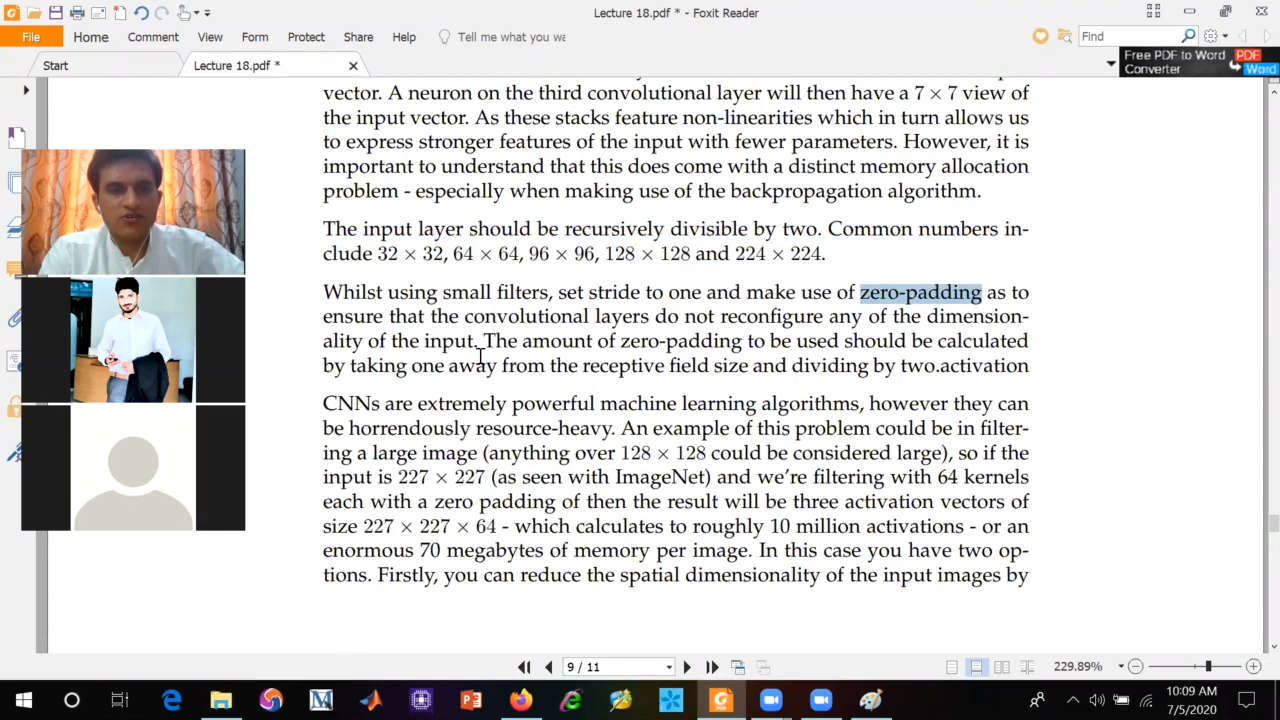 Lecture 18.pdf * - Foxit Reader
File Home Comment View Form Protect Share Help Tell me what you wa
Find
Start
Lecture 18.pdf *
Free PDF to Word
Converter
PDF
Word
vector. A neuron on the third convolutional layer will then have a 7 × 7 view of
the input vector. As these stacks feature non-linearities which in turn allows us
to express stronger features of the input with fewer parameters. However, it is
important to understand that this does come with a distinct memory allocation
problem - especially when making use of the backpropagation algorithm.
The input layer should be recursively divisible by two. Common numbers in-
clude 32 × 32, 64 × 64, 96 × 96, 128 × 128 and 224 × 224.
Whilst using small filters, set stride to one and make use of zero-padding as to
ensure that the convolutional layers do not reconfigure any of the dimension-
ality of the input. The amount of zero-padding to be used should be calculated
by taking one away from the receptive field size and dividing by two.activation
CNNs are extremely powerful machine learning algorithms, however they can
be horrendously resource-heavy. An example of this problem could be in filter-
ing a large image (anything over 128 × 128 could be considered large), so if the
input is 227 × 227 (as seen with ImageNet) and we're filtering with 64 kernels
each with a zero padding of then the result will be three activation vectors of
size 227 × 227 × 64 - which calculates to roughly 10 million activations - or an
enormous 70 megabytes of memory per image. In this case you have two op-
tions. Firstly, you can reduce the spatial dimensionality of the input images by
9 / 11
229.89%
10:09 AM
7/5/2020